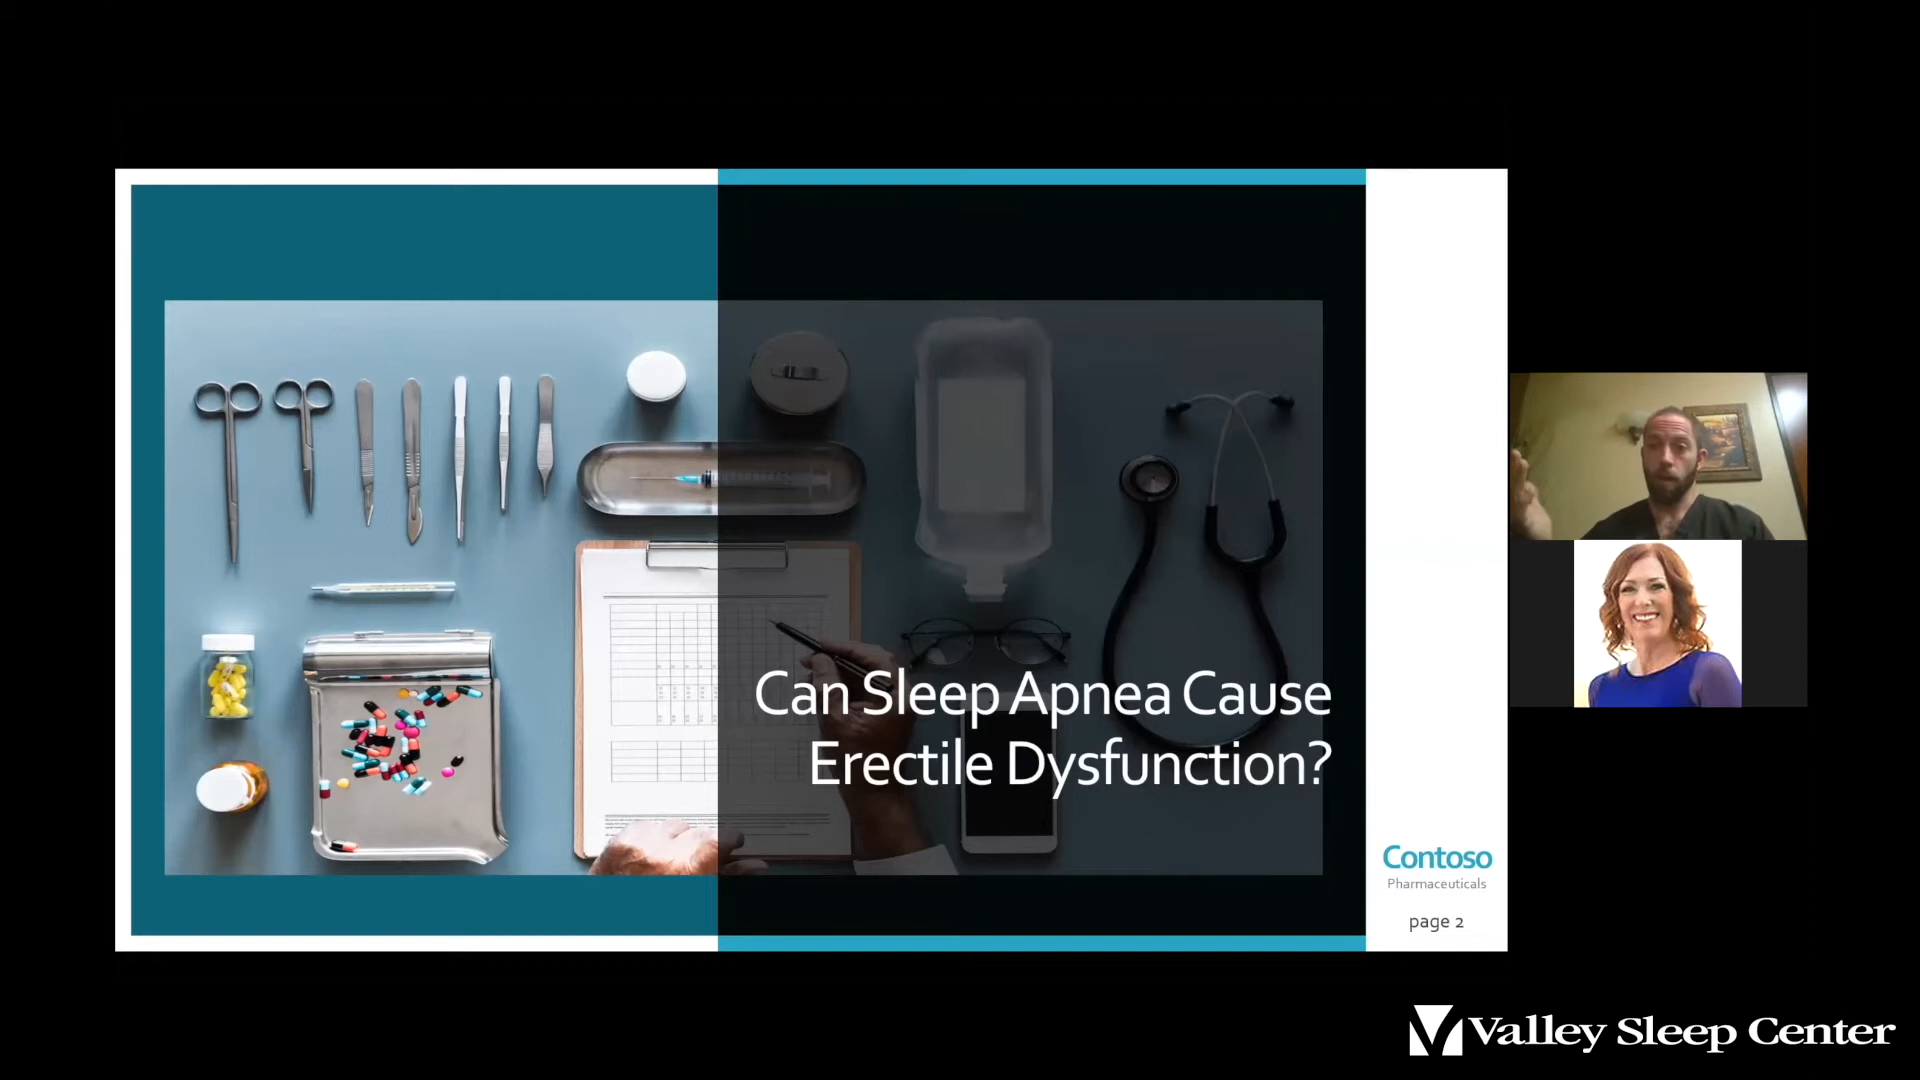 Can Sleep Apnea Cause
Erectile Dysfunction?
Contoso
Pharmaceuticals
page 2
Valley Sleep Center